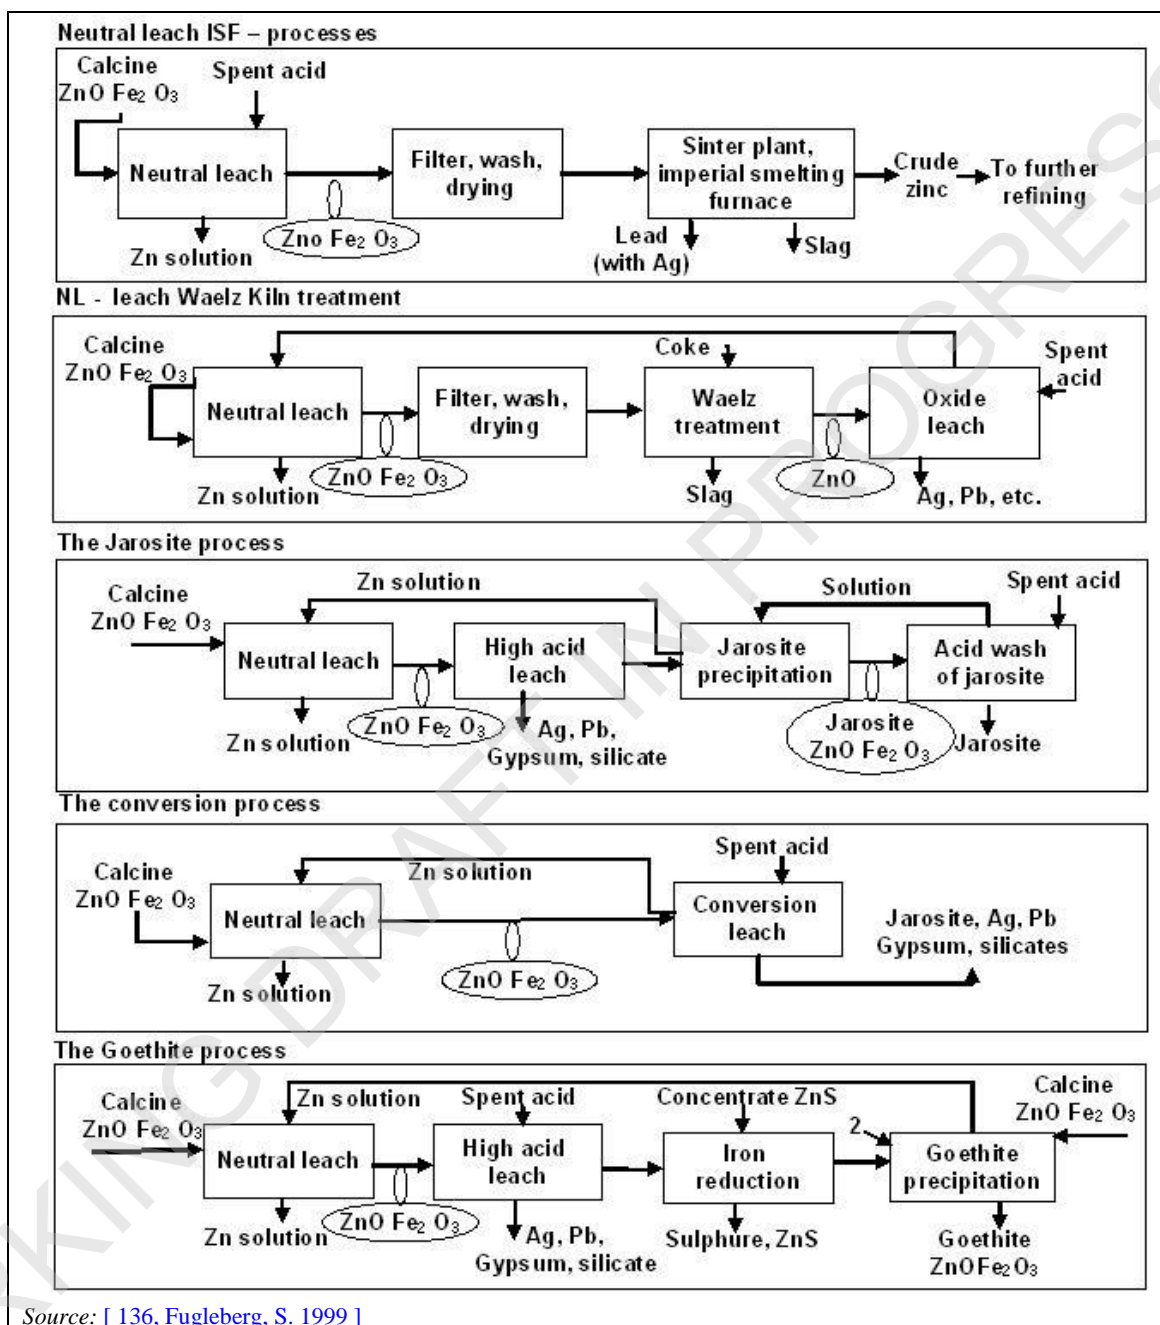 Neutral leach ISF – processes
Calcine
ZnO Fe₂ O₃
Spent acid
Neutral leach
Filter, wash,
drying
Sinter plant,
imperial smelting
furnace
Crude
zinc
To further
refining
Zn solution
Zno Fe₂ O₃
Lead
(with Ag)
Slag
NL - leach Waelz Kiln treatment
Calcine
ZnO Fe₂ O₃
Coke
Spent
acid
Neutral leach
Filter, wash,
drying
Waelz
treatment
Oxide
leach
Zn solution
ZnO Fe₂ O₃
Slag
ZnO
Ag, Pb, etc.
The Jarosite process
Calcine
ZnO Fe₂ O₃
Zn solution
Solution
Spent acid
Neutral leach
High acid
leach
Jarosite
precipitation
Acid wash
of jarosite
Zn solution
ZnO Fe₂ O₃
Ag, Pb,
Gypsum, silicate
Jarosite
ZnO Fe₂ O₃
Jarosite
The conversion process
Calcine
ZnO Fe₂ O₃
Zn solution
Spent acid
Neutral leach
Conversion
leach
Jarosite, Ag, Pb
Gypsum, silicates
Zn solution
ZnO Fe₂ O₃
The Goethite process
Calcine
ZnO Fe₂ O₃
Zn solution
Spent acid
Concentrate ZnS
Calcine
ZnO Fe₂ O₃
2
Neutral leach
High acid
leach
Iron
reduction
Goethite
precipitation
Zn solution
ZnO Fe₂ O₃
Ag, Pb,
Gypsum, silicate
Sulphure, ZnS
Goethite
ZnOFe₂O₃
Source: [ 136, Fugleberg, S. 1999 ]
RKING DRAFT IN PROGRESS